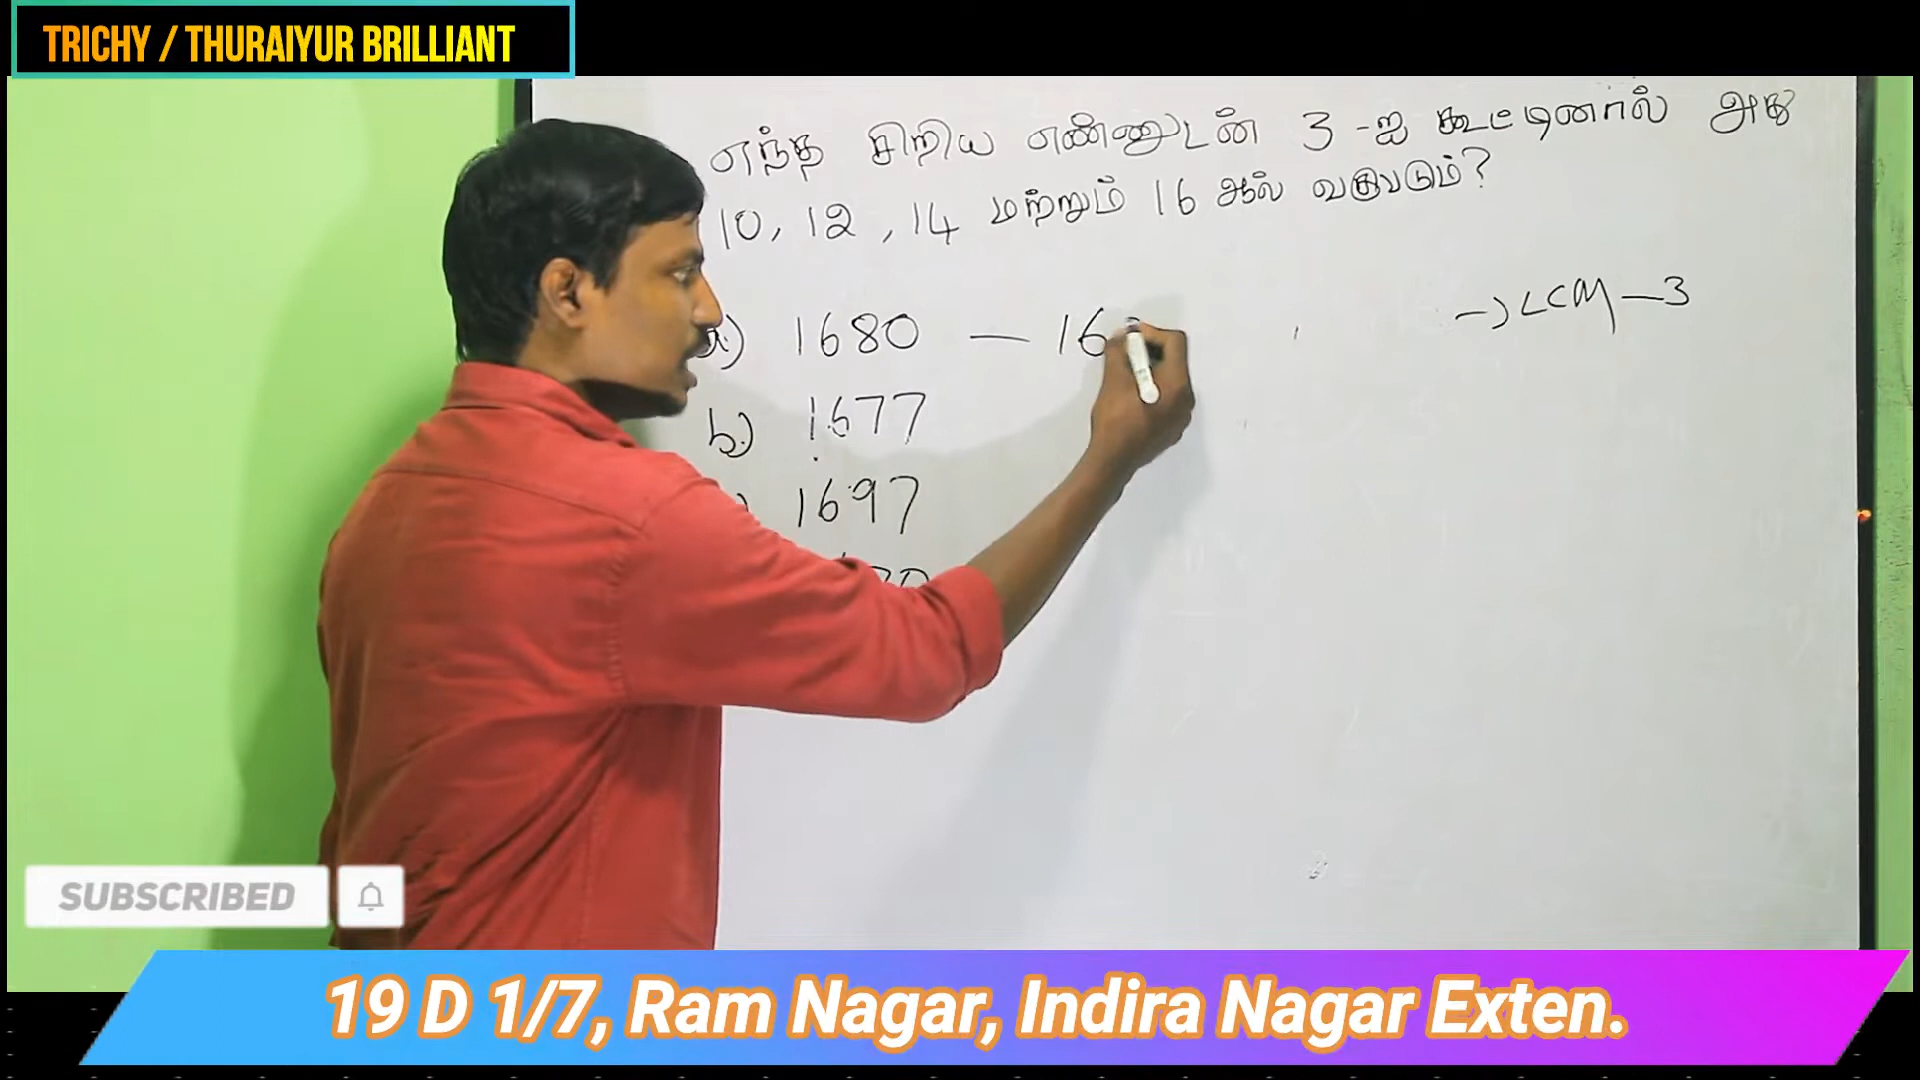 TRICHY / THURAIYUR BRILLIANT
எந்த சிறிய எண்ணுடன் 3 -ஐ கூட்டினால் அது
10, 12, 14 மற்றும் 16 ஆல் வகுபடும்?
→ LCM - 3
a) 1680 — 16
b) 1677
) 1697
SUBSCRIBED
19 D 1/7, Ram Nagar, Indira Nagar Exten.